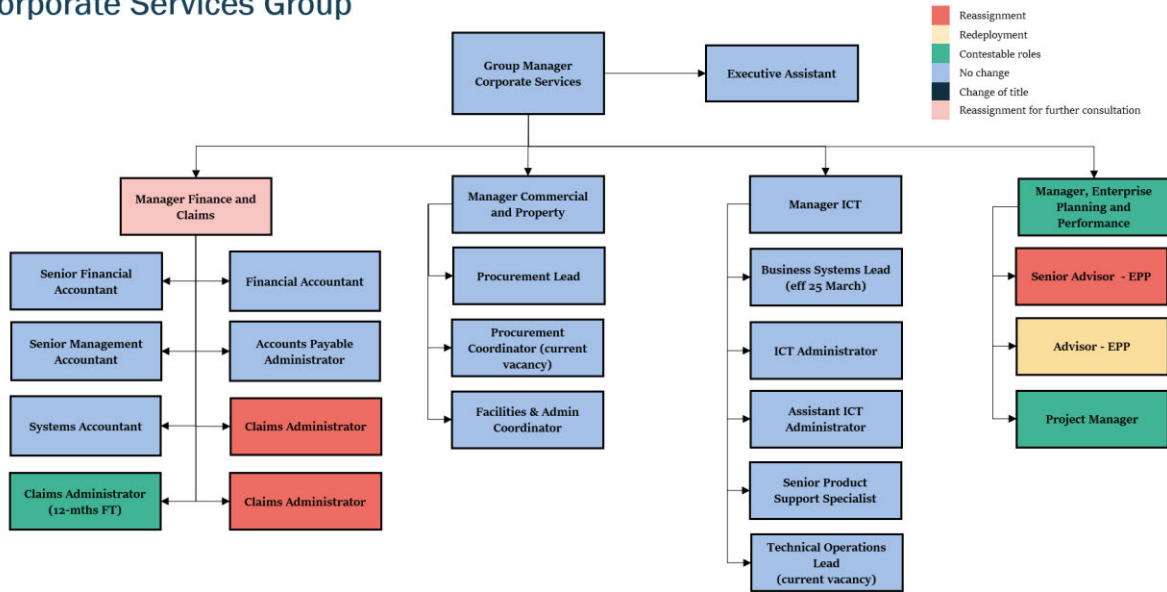 orporate Services Group
Reassignment
Redeployment
Contestable roles
No change
Change of title
Reassignment for further consultation
Group Manager
Corporate Services
Executive Assistant
Manager Finance and
Claims
Senior Financial
Accountant
Financial Accountant
Senior Management
Accountant
Accounts Payable
Administrator
Systems Accountant
Claims Administrator
Claims Administrator
(12-mths FT)
Claims Administrator
Manager Commercial
and Property
Procurement Lead
Procurement
Coordinator (current
vacancy)
Facilities & Admin
Coordinator
Manager ICT
Business Systems Lead
(eff 25 March)
ICT Administrator
Assistant ICT
Administrator
Senior Product
Support Specialist
Technical Operations
Lead
(current vacancy)
Manager, Enterprise
Planning and
Performance
Senior Advisor - EPP
Advisor - EPP
Project Manager